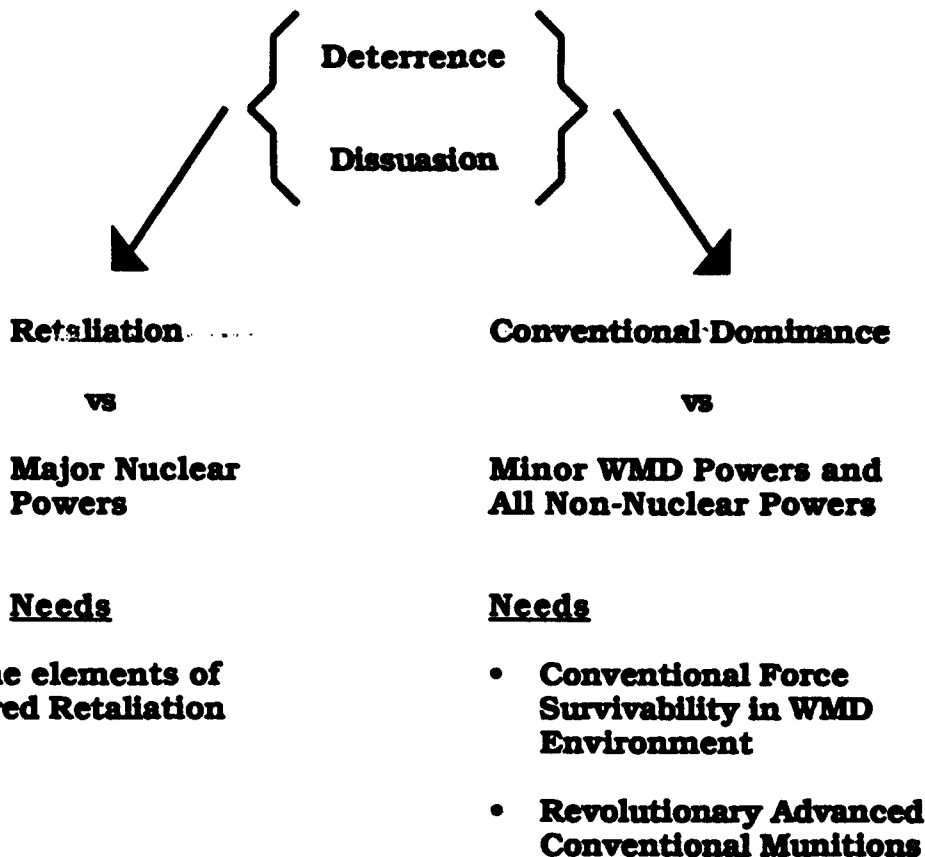 Deterrence
Dissuasion
Retaliation
vs
Major Nuclear
Powers
Needs
e elements of
red Retaliation
Conventional Dominance
vs
Minor WMD Powers and
All Non-Nuclear Powers
Needs
• Conventional Force
Survivability in WMD
Environment
• Revolutionary Advanced
Conventional Munitions